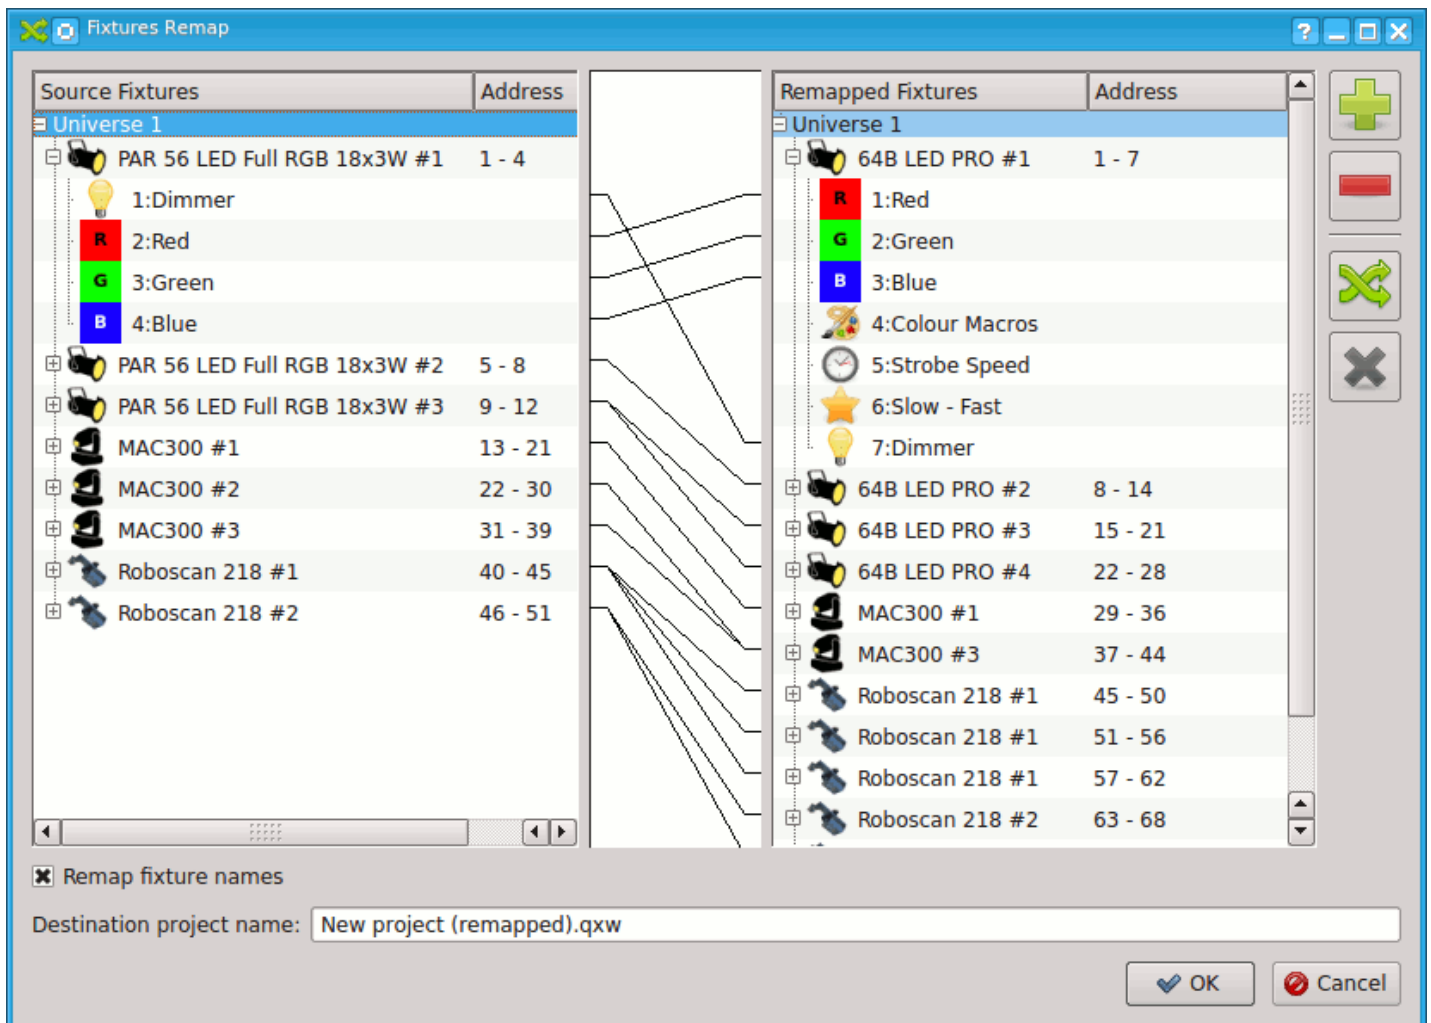 Fixtures Remap
?
Source Fixtures Address
Universe 1
PAR 56 LED Full RGB 18x3W #1 1 - 4
1:Dimmer
R 2:Red
G 3:Green
B 4:Blue
PAR 56 LED Full RGB 18x3W #2 5 - 8
PAR 56 LED Full RGB 18x3W #3 9 - 12
MAC300 #1 13 - 21
MAC300 #2 22 - 30
MAC300 #3 31 - 39
Roboscan 218 #1 40 - 45
Roboscan 218 #2 46 - 51
Remapped Fixtures Address
Universe 1
64B LED PRO #1 1 - 7
R 1:Red
G 2:Green
B 3:Blue
4:Colour Macros
5:Strobe Speed
6:Slow - Fast
7:Dimmer
64B LED PRO #2 8 - 14
64B LED PRO #3 15 - 21
64B LED PRO #4 22 - 28
MAC300 #1 29 - 36
MAC300 #3 37 - 44
Roboscan 218 #1 45 - 50
Roboscan 218 #1 51 - 56
Roboscan 218 #1 57 - 62
Roboscan 218 #2 63 - 68
Remap fixture names
Destination project name: New project (remapped).qxw
OK Cancel